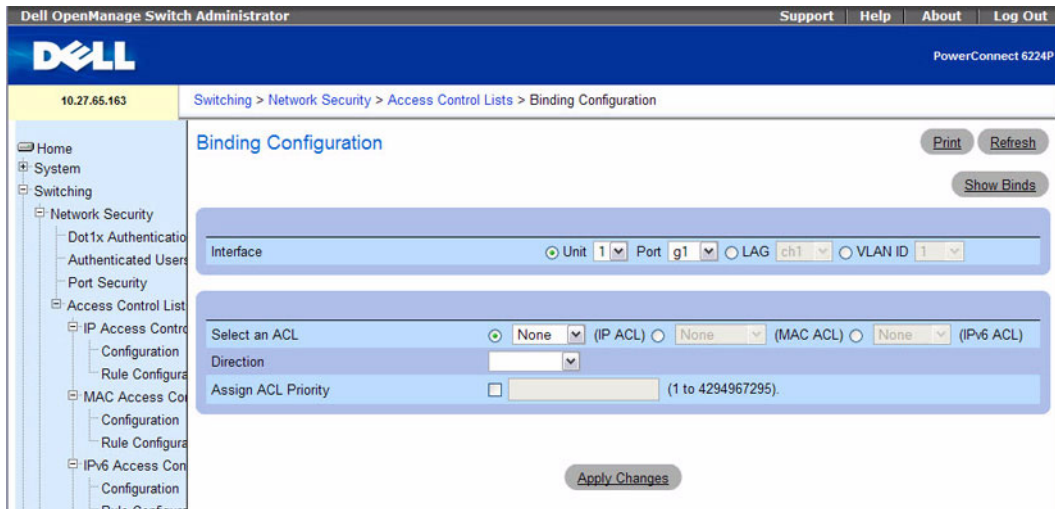 Dell OpenManage Switch Administrator Support Help About Log Out
DELL
PowerConnect 6224P
10.27.65.163
Switching > Network Security > Access Control Lists > Binding Configuration
Home
System
Switching
Network Security
Dot1x Authenticatio
Authenticated Users
Port Security
Access Control List
IP Access Contro
Configuration
Rule Configura
MAC Access Co
Configuration
Rule Configura
IPv6 Access Con
Configuration
Binding Configuration
Print Refresh
Show Binds
Interface Unit 1 Port g1 LAG ch1 VLAN ID 1
Select an ACL None (IP ACL) None (MAC ACL) None (IPv6 ACL)
Direction
Assign ACL Priority (1 to 4294967295).
Apply Changes